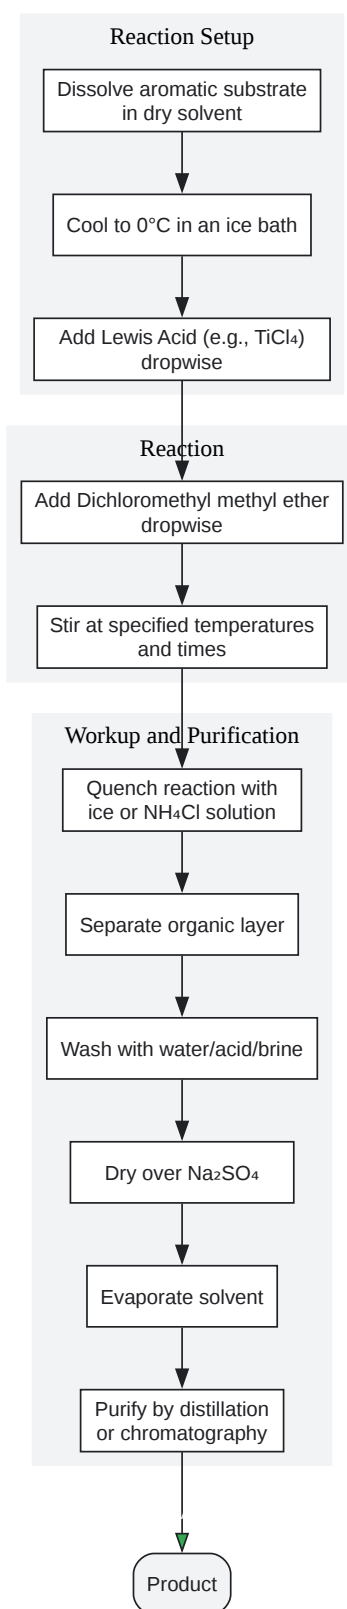 Reaction Setup
Dissolve aromatic substrate
in dry solvent
Cool to 0°C in an ice bath
Add Lewis Acid (e.g., TiCl₄)
dropwise
Reaction
Add Dichloromethyl methyl ether
dropwise
Stir at specified temperatures
and times
Workup and Purification
Quench reaction with
ice or NH₄Cl solution
Separate organic layer
Wash with water/acid/brine
Dry over Na₂SO₄
Evaporate solvent
Purify by distillation
or chromatography
Product